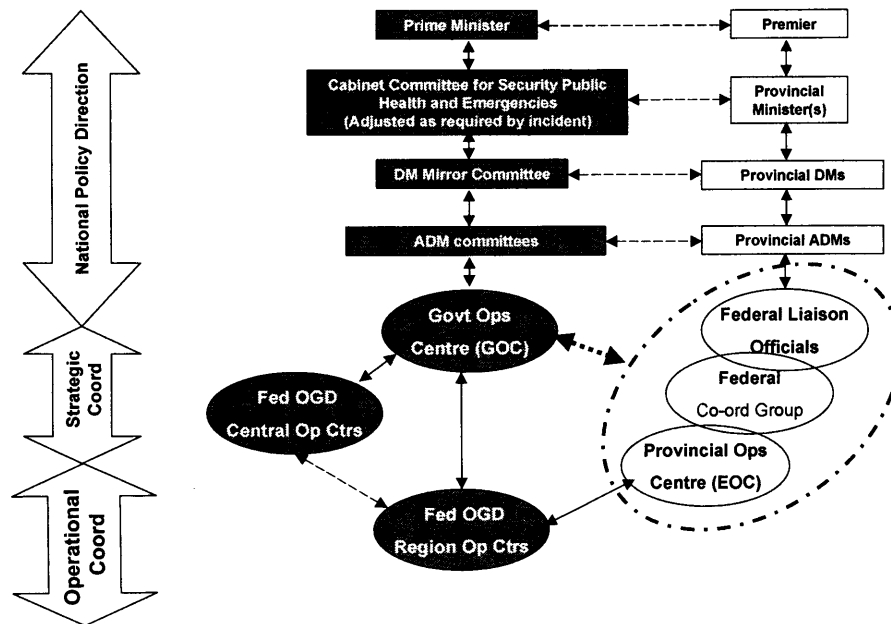 National Policy Direction
Strategic
Coord
Operational
Coord
Prime Minister
Premier
Cabinet Committee for Security Public
Health and Emergencies
(Adjusted as required by incident)
Provincial
Minister(s)
DM Mirror Committee
Provincial DMs
ADM committees
Provincial ADMs
Govt Ops
Centre (GOC)
Federal Liaison
Officials
Fed OGD
Central Op Ctrs
Federal
Co-ord Group
Provincial Ops
Centre (EOC)
Fed OGD
Region Op Ctrs